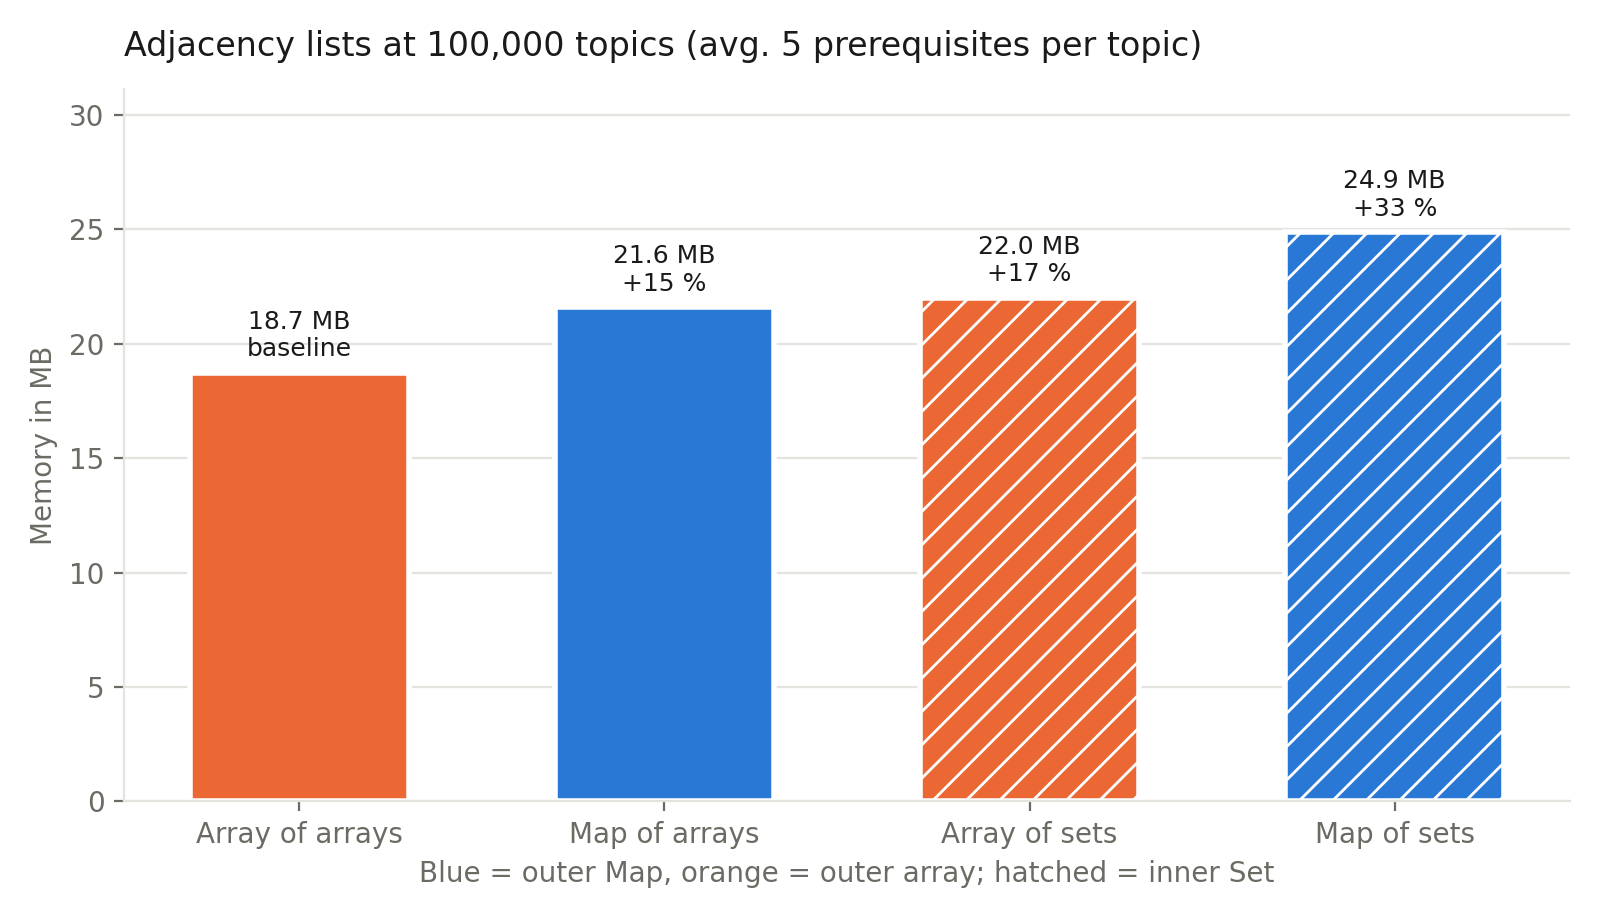 Adjacency lists at 100,000 topics (avg. 5 prerequisites per topic)
Memory in MB
30
25
20
15
10
5
0
18.7 MB
baseline
21.6 MB
+15 %
22.0 MB
+17 %
24.9 MB
+33 %
Array of arrays
Map of arrays
Array of sets
Map of sets
Blue = outer Map, orange = outer array; hatched = inner Set